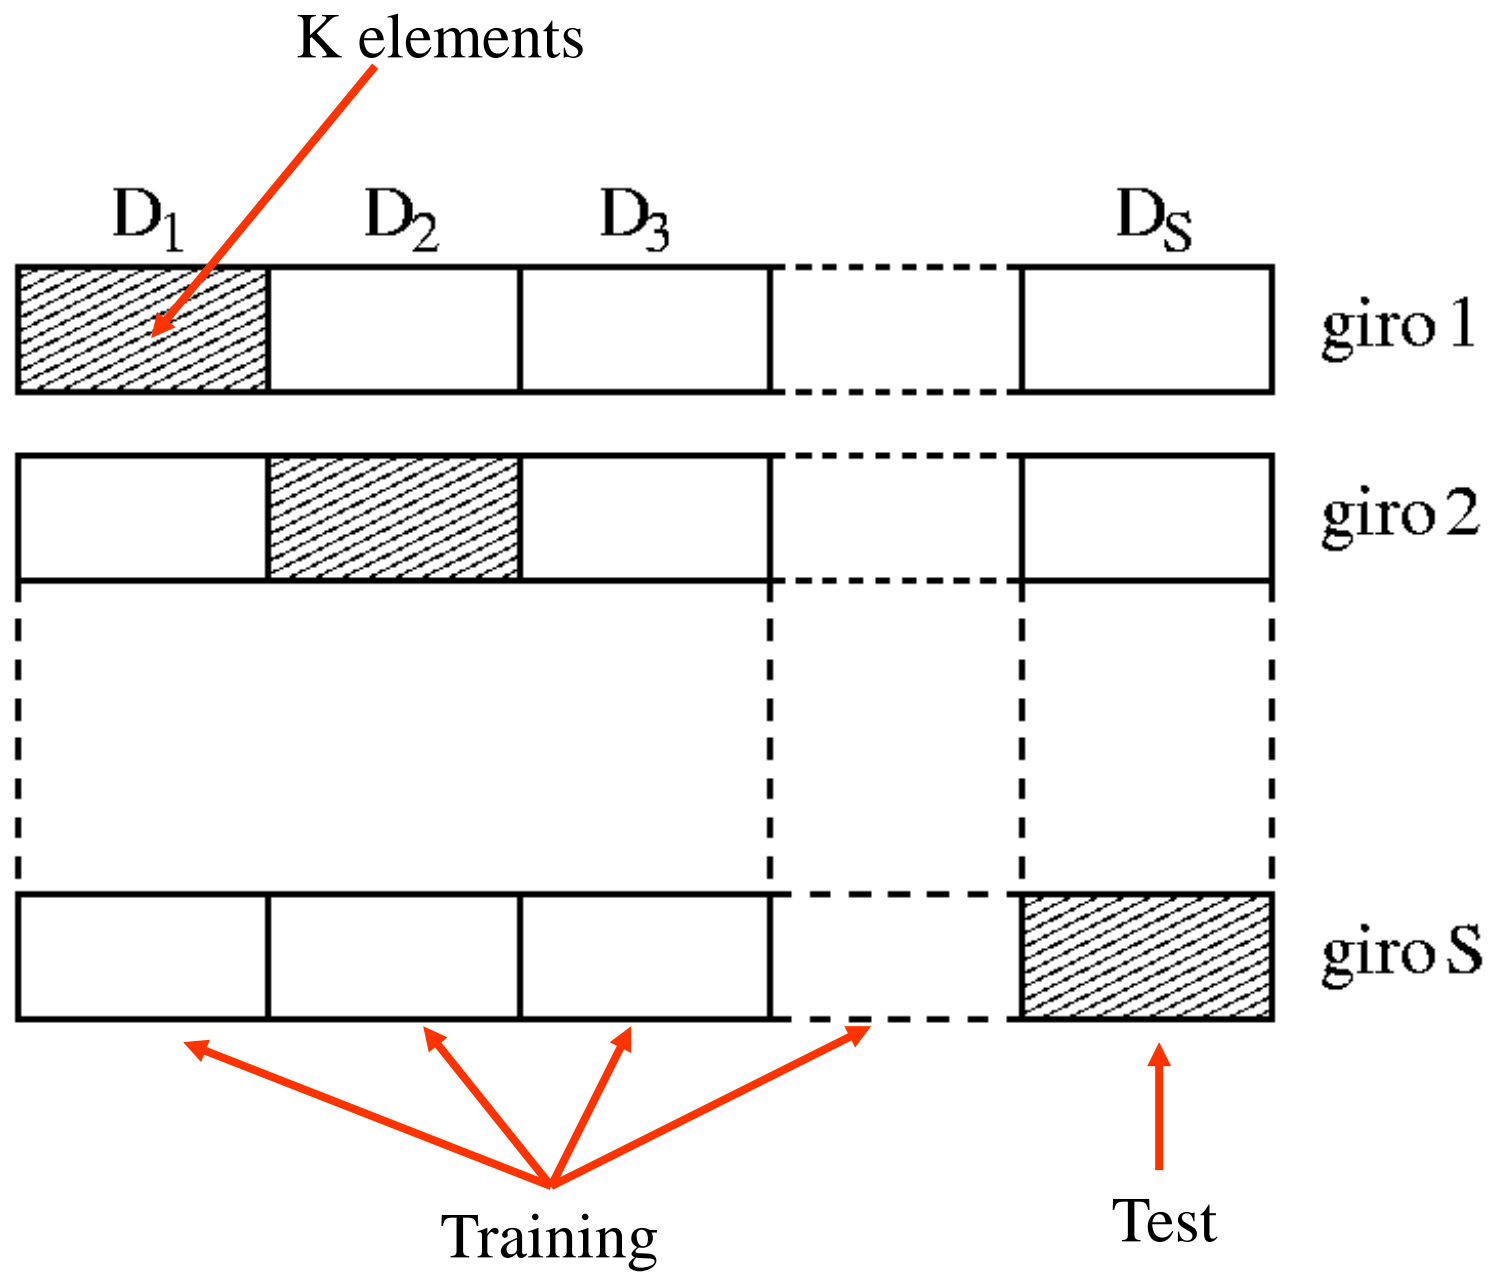 K elements
D1 D2 D3 DS
giro 1
giro 2
giro S
Training
Test